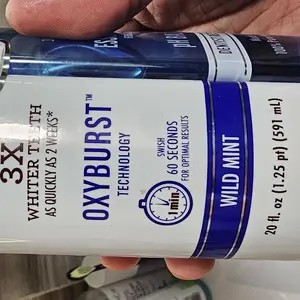 3X
WHITER TEETH
AS QUICKLY AS 2 WEEKS*
OXYBURST™
TECHNOLOGY
1 min.
SWISH
60 SECONDS
FOR OPTIMAL RESULTS
WILD MINT
20 fl. oz (1.25 pt) (591 mL)